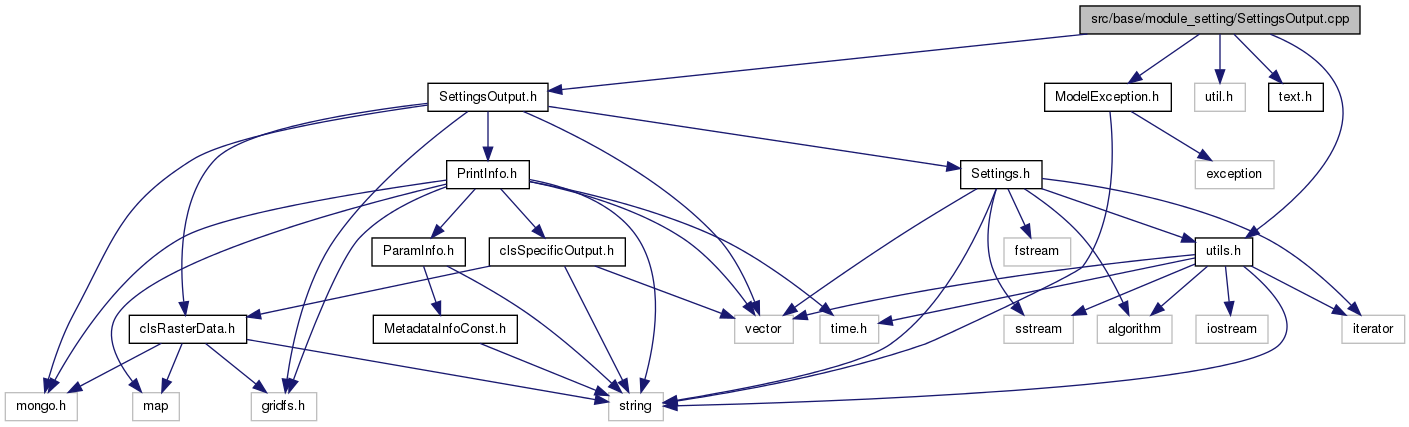 src/base/module_setting/SettingsOutput.cpp
SettingsOutput.h
ModelException.h
util.h
text.h
PrintInfo.h
Settings.h
exception
ParamInfo.h
clsSpecificOutput.h
fstream
utils.h
clsRasterData.h
MetadataInfoConst.h
vector
time.h
sstream
algorithm
iostream
iterator
mongo.h
map
gridfs.h
string